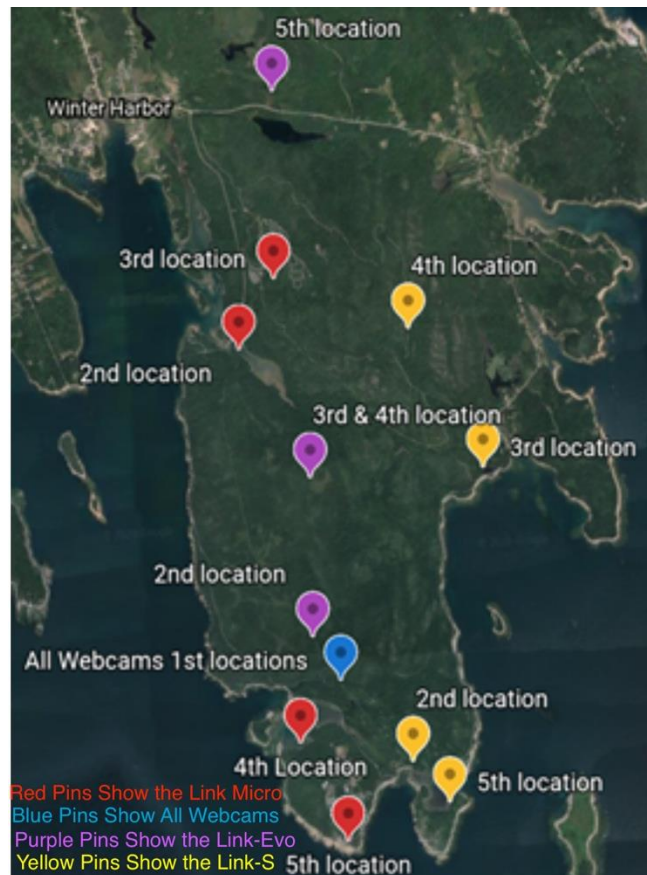 5th location
Winter Harbor
3rd location
4th location
2nd location
3rd & 4th location
3rd location
2nd location
All Webcams 1st locations
2nd location
4th Location
5th location
Red Pins Show the Link Micro
Blue Pins Show All Webcams
Purple Pins Show the Link-Evo
Yellow Pins Show the Link-S
5th location